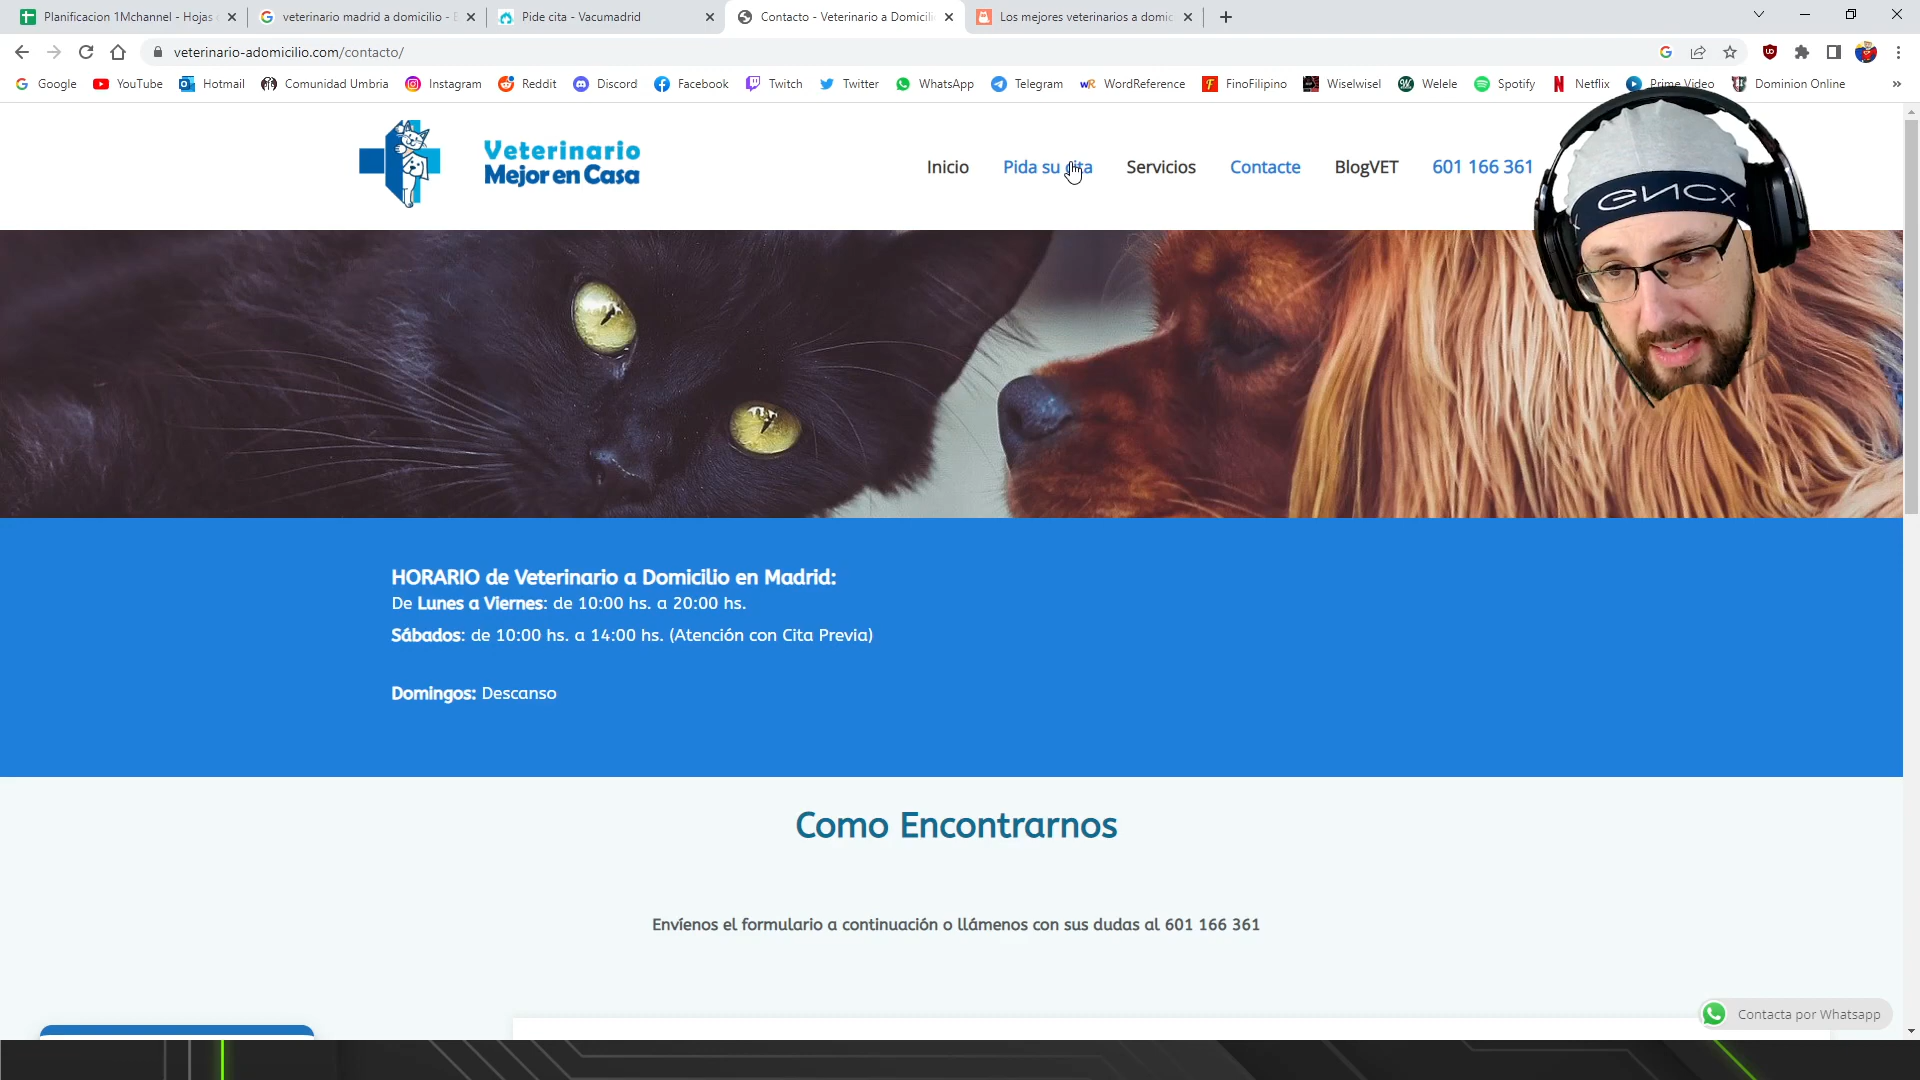 Planificacion 1Mchannel - Hojas
veterinario madrid a domicilio - B
Pide cita - Vacumadrid
Contacto - Veterinario a Domicili
Los mejores veterinarios a domic
veterinario-adomicilio.com/contacto/
Google
YouTube
Hotmail
Comunidad Umbria
Instagram
Reddit
Discord
Facebook
Twitch
Twitter
WhatsApp
Telegram
WordReference
FinoFilipino
Wiselwisel
Welele
Spotify
Netflix
Prime Video
Dominion Online
Veterinario
Mejor en Casa
Inicio
Pida su cita
Servicios
Contacte
BlogVET
601 166 361
encx
HORARIO de Veterinario a Domicilio en Madrid:
De Lunes a Viernes: de 10:00 hs. a 20:00 hs.
Sábados: de 10:00 hs. a 14:00 hs. (Atención con Cita Previa)
Domingos: Descanso
Como Encontrarnos
Envíenos el formulario a continuación o llámenos con sus dudas al 601 166 361
Contacta por Whatsapp